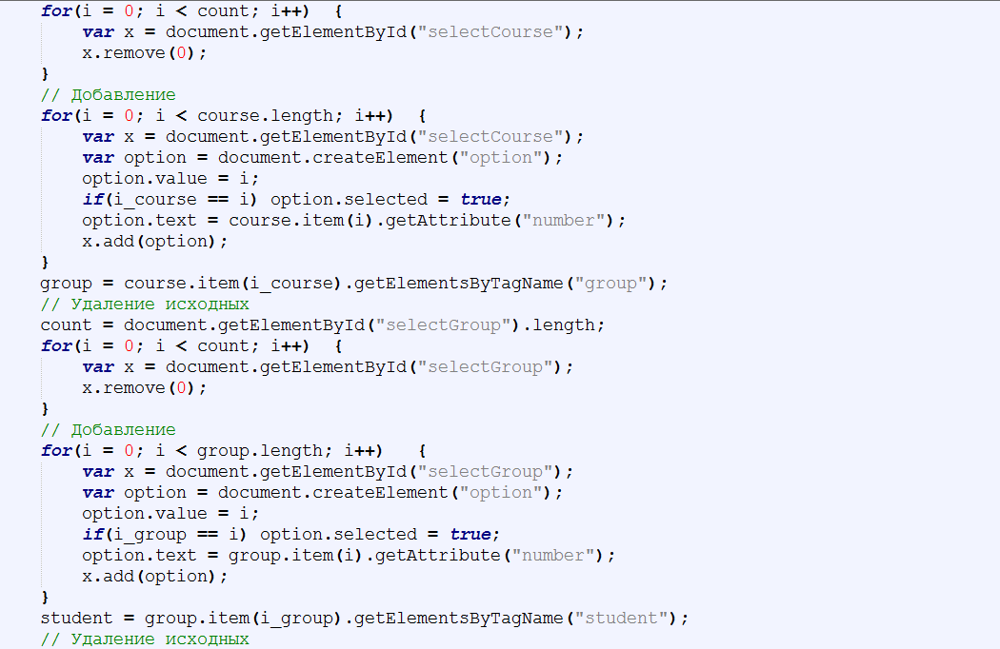 for(i = 0; i < count; i++)  {
    var x = document.getElementById("selectCourse");
    x.remove(0);
}
// Добавление
for(i = 0; i < course.length; i++)  {
    var x = document.getElementById("selectCourse");
    var option = document.createElement("option");
    option.value = i;
    if(i_course == i) option.selected = true;
    option.text = course.item(i).getAttribute("number");
    x.add(option);
}
group = course.item(i_course).getElementsByTagName("group");
// Удаление исходных
count = document.getElementById("selectGroup").length;
for(i = 0; i < count; i++)  {
    var x = document.getElementById("selectGroup");
    x.remove(0);
}
// Добавление
for(i = 0; i < group.length; i++)   {
    var x = document.getElementById("selectGroup");
    var option = document.createElement("option");
    option.value = i;
    if(i_group == i) option.selected = true;
    option.text = group.item(i).getAttribute("number");
    x.add(option);
}
student = group.item(i_group).getElementsByTagName("student");
// Удаление исходных